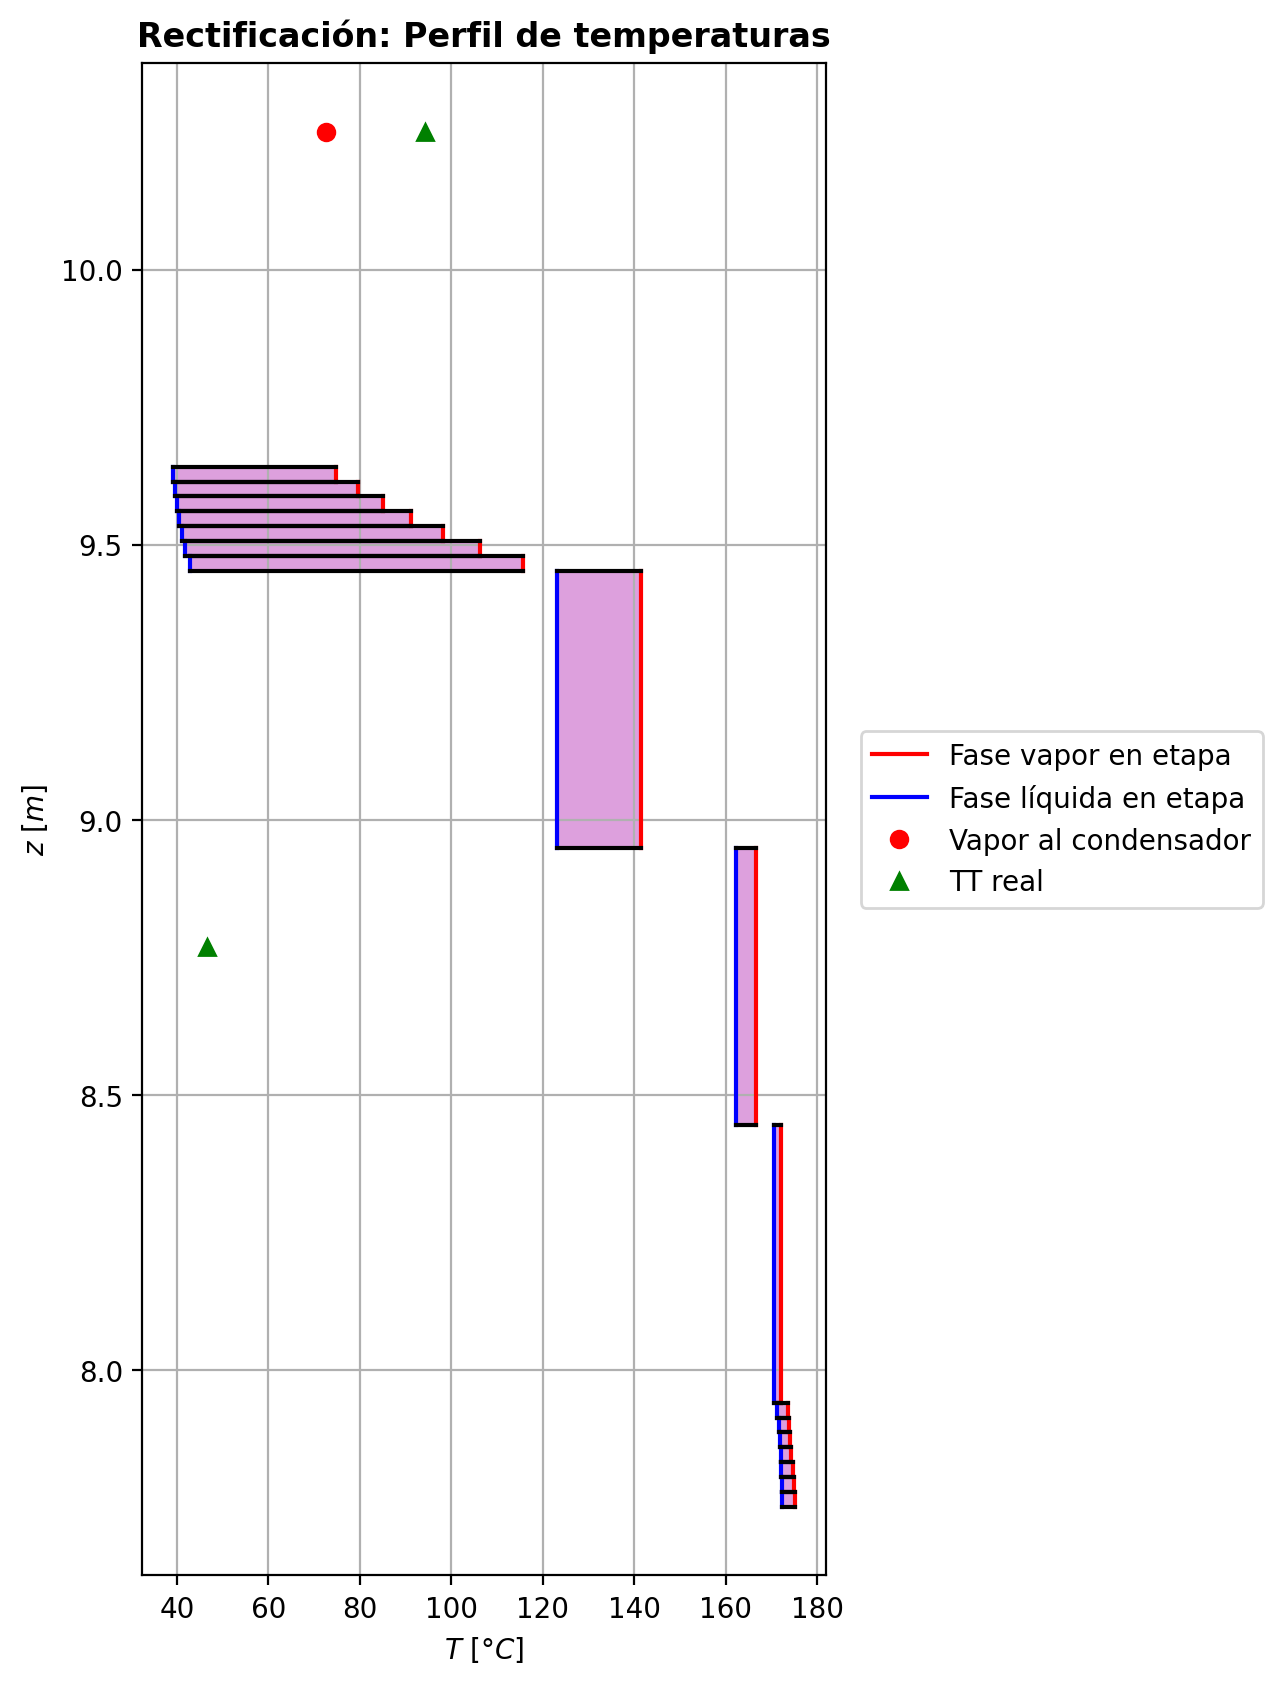 Rectificación: Perfil de temperaturas
10.0
9.5
9.0
8.5
8.0
z [m]
40 60 80 100 120 140 160 180
T [°C]
Fase vapor en etapa
Fase líquida en etapa
Vapor al condensador
TT real